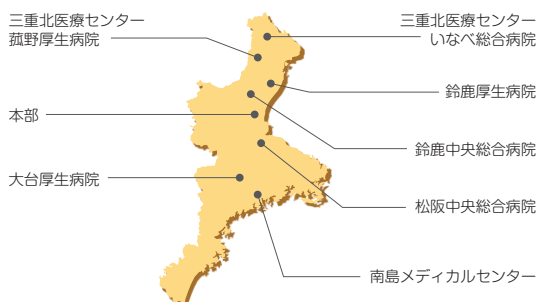 三重北医療センター
菰野厚生病院
本部
大台厚生病院
三重北医療センター
いなべ総合病院
鈴鹿厚生病院
鈴鹿中央総合病院
松阪中央総合病院
南島メディカルセンター